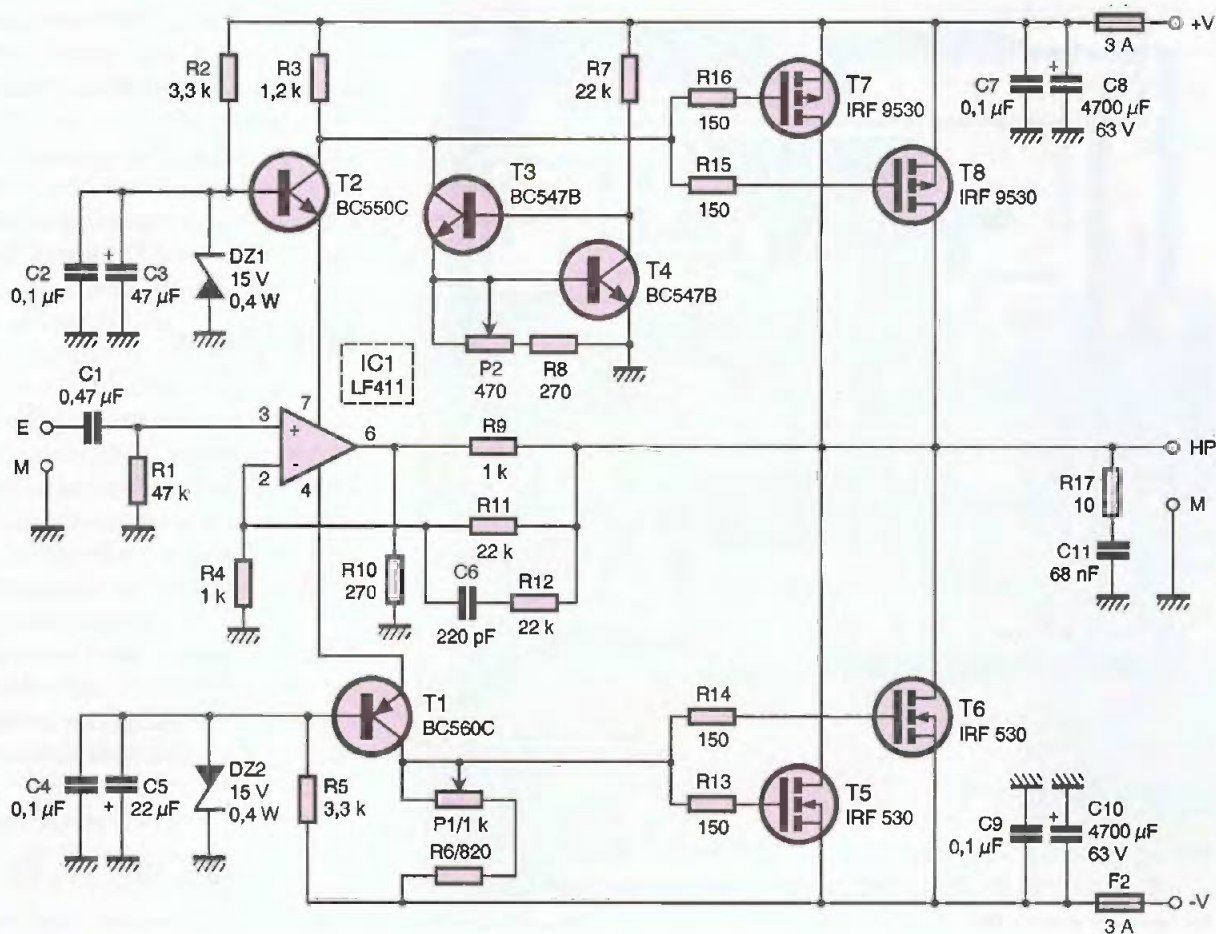 R2
3,3 k
R3
1,2 k
R7
22 k
R16
150
T7
IRF 9530
R15
150
T8
IRF 9530
C7
0,1 µF
+
C8
4700 µF
63 V
3 A
+V
T2
BC550C
T3
BC547B
T4
BC547B
C2
0,1 µF
+
C3
47 µF
DZ1
15 V
0,4 W
P2
470
R8
270
IC1
LF411
C1
0,47 µF
E
M
R1
47 k
3
+
2
-
7
4
6
R9
1 k
R11
22 k
C6
220 pF
R12
22 k
R10
270
R4
1 k
HP
R17
10
M
C11
68 nF
T1
BC560C
R14
150
T6
IRF 530
R13
150
T5
IRF 530
C4
0,1 µF
C5
22 µF
+
DZ2
15 V
0,4 W
R5
3,3 k
P1/1 k
R6/820
C9
0,1 µF
+
C10
4700 µF
63 V
F2
3 A
-V